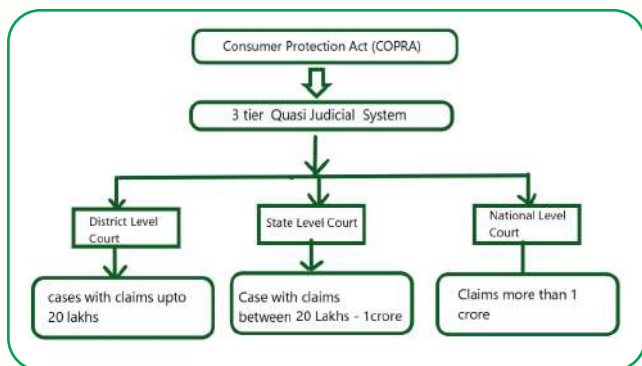 Consumer Protection Act (COPRA)
3 tier Quasi Judicial System
District Level
Court
State Level Court
National Level
Court
cases with claims upto
20 lakhs
Case with claims
between 20 Lakhs - 1crore
Claims more than 1
crore